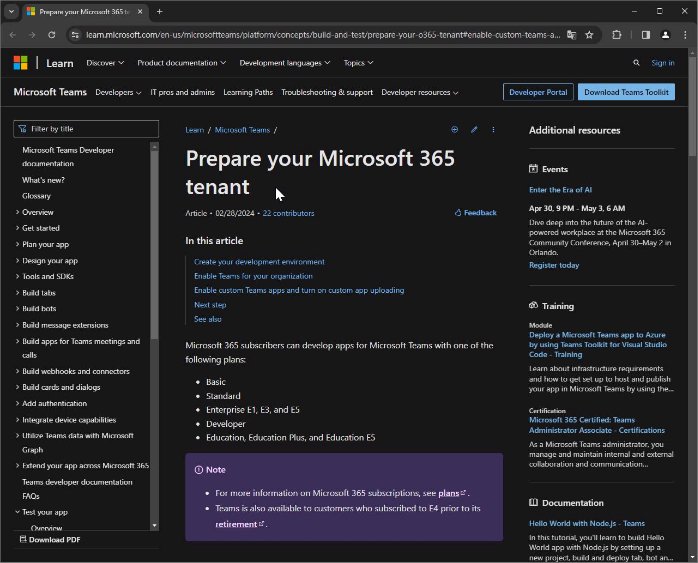 Prepare your Microsoft 365 t
learn.microsoft.com/en-us/microsoftteams/platform/concepts/build-and-test/prepare-your-o365-tenant#enable-custom-teams-a...
Learn
Discover
Product documentation
Development languages
Topics
Sign in
Microsoft Teams
Developers
IT pros and admins
Learning Paths
Troubleshooting & support
Developer resources
Developer Portal
Download Teams Toolkit
Filter by title
Microsoft Teams Developer
documentation
What's new?
Glossary
Overview
Get started
Plan your app
Design your app
Tools and SDKs
Build tabs
Build bots
Build message extensions
Build apps for Teams meetings and
calls
Build webhooks and connectors
Build cards and dialogs
Add authentication
Integrate device capabilities
Utilize Teams data with Microsoft
Graph
Extend your app across Microsoft 365
Teams developer documentation
FAQs
Test your app
Overview
Download PDF
Learn / Microsoft Teams /
Prepare your Microsoft 365
tenant
Article • 02/28/2024 • 22 contributors
Feedback
In this article
Create your development environment
Enable Teams for your organization
Enable custom Teams apps and turn on custom app uploading
Next step
See also
Microsoft 365 subscribers can develop apps for Microsoft Teams with one of the
following plans:
• Basic
• Standard
• Enterprise E1, E3, and E5
• Developer
• Education, Education Plus, and Education E5
Note
• For more information on Microsoft 365 subscriptions, see plans.
• Teams is also available to customers who subscribed to E4 prior to its
retirement.
Additional resources
Events
Enter the Era of AI
Apr 30, 9 PM - May 3, 6 AM
Dive deep into the future of the AI-
powered workplace at the Microsoft 365
Community Conference, April 30–May 2 in
Orlando.
Register today
Training
Module
Deploy a Microsoft Teams app to Azure
by using Teams Toolkit for Visual Studio
Code - Training
Learn about infrastructure requirements
and how to get set up to host and publish
your app in Microsoft Teams by using the...
Certification
Microsoft 365 Certified: Teams
Administrator Associate - Certifications
As a Microsoft Teams administrator, you
manage and maintain internal and external
collaboration and communication...
Documentation
Hello World with Node.js - Teams
In this tutorial, you'll learn to build Hello
World app with Node.js by setting up a
new project, build and deploy tab, bot an...